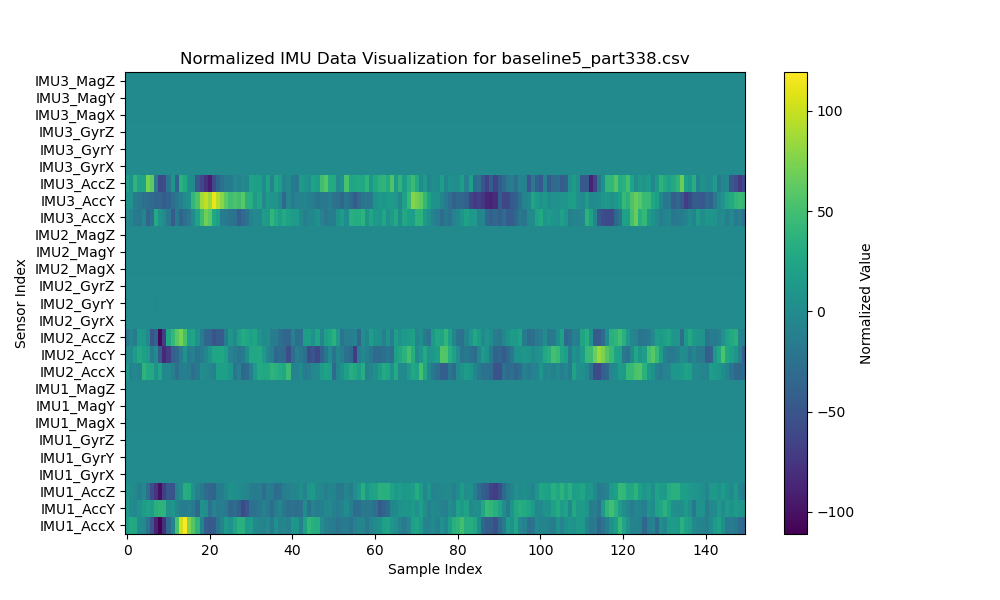 Normalized IMU Data Visualization for baseline5_part338.csv
IMU3_MagZ
IMU3_MagY
IMU3_MagX
IMU3_GyrZ
IMU3_GyrY
IMU3_GyrX
IMU3_AccZ
IMU3_AccY
IMU3_AccX
IMU2_MagZ
IMU2_MagY
IMU2_MagX
IMU2_GyrZ
IMU2_GyrY
IMU2_GyrX
IMU2_AccZ
IMU2_AccY
IMU2_AccX
IMU1_MagZ
IMU1_MagY
IMU1_MagX
IMU1_GyrZ
IMU1_GyrY
IMU1_GyrX
IMU1_AccZ
IMU1_AccY
IMU1_AccX
Sensor Index
0 20 40 60 80 100 120 140
Sample Index
100
50
0
−50
−100
Normalized Value